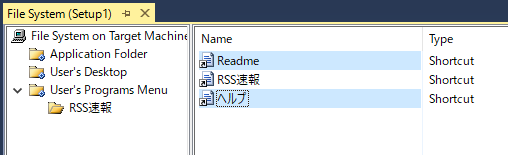 File System (Setup1)
File System on Target Machine
Application Folder
User's Desktop
User's Programs Menu
RSS速報
Name Type
Readme Shortcut
RSS速報 Shortcut
ヘルプ Shortcut